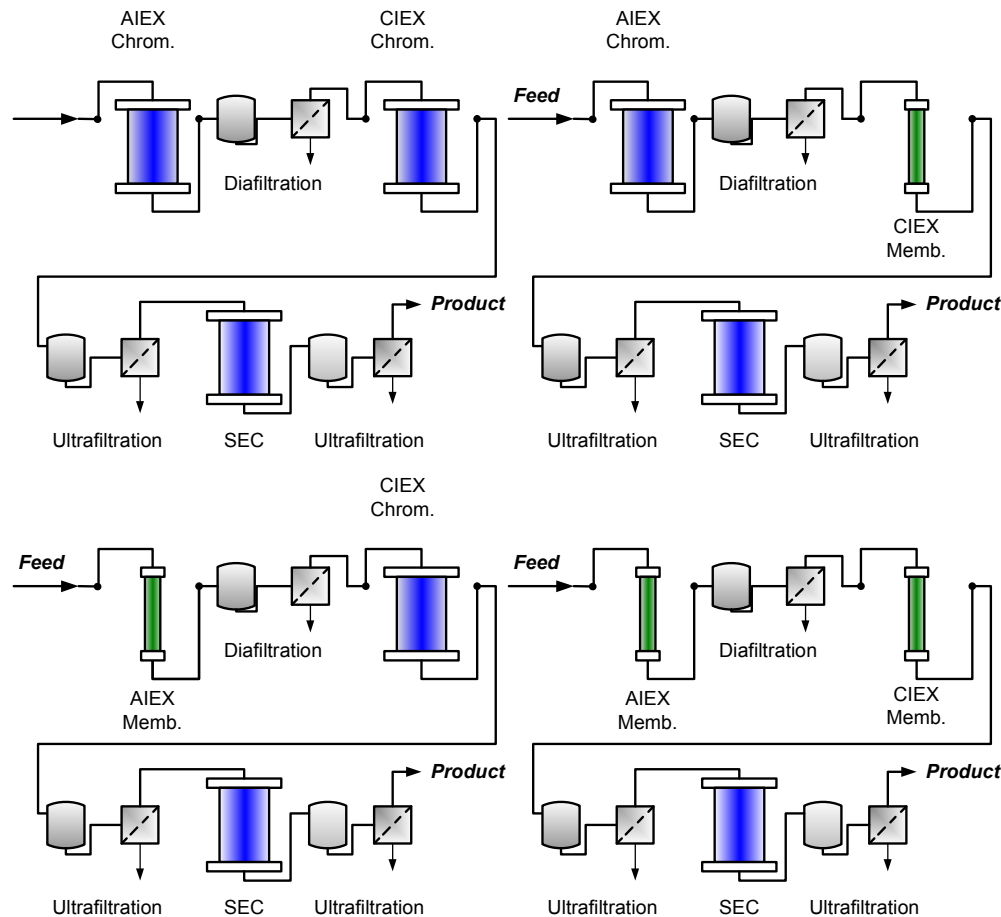 AIEX
Chrom.
CIEX
Chrom.
Diafiltration
Product
Ultrafiltration
SEC
Ultrafiltration
AIEX
Chrom.
Feed
Diafiltration
CIEX
Memb.
Product
Ultrafiltration
SEC
Ultrafiltration
CIEX
Chrom.
Feed
Diafiltration
AIEX
Memb.
Product
Ultrafiltration
SEC
Ultrafiltration
Feed
Diafiltration
AIEX
Memb.
CIEX
Memb.
Product
Ultrafiltration
SEC
Ultrafiltration